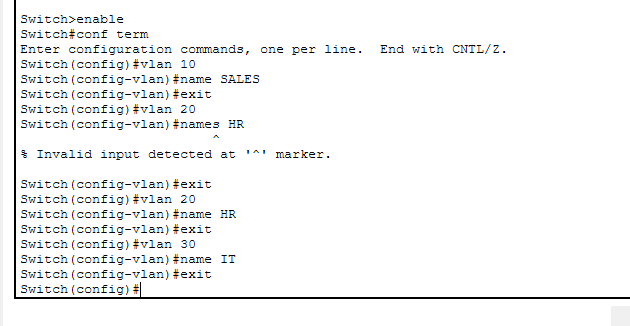 Switch>enable
Switch#conf term
Enter configuration commands, one per line.  End with CNTL/Z.
Switch(config)#vlan 10
Switch(config-vlan)#name SALES
Switch(config-vlan)#exit
Switch(config)#vlan 20
Switch(config-vlan)#names HR
                        ^
% Invalid input detected at '^' marker.
Switch(config-vlan)#exit
Switch(config)#vlan 20
Switch(config-vlan)#name HR
Switch(config-vlan)#exit
Switch(config)#vlan 30
Switch(config-vlan)#name IT
Switch(config-vlan)#exit
Switch(config)#